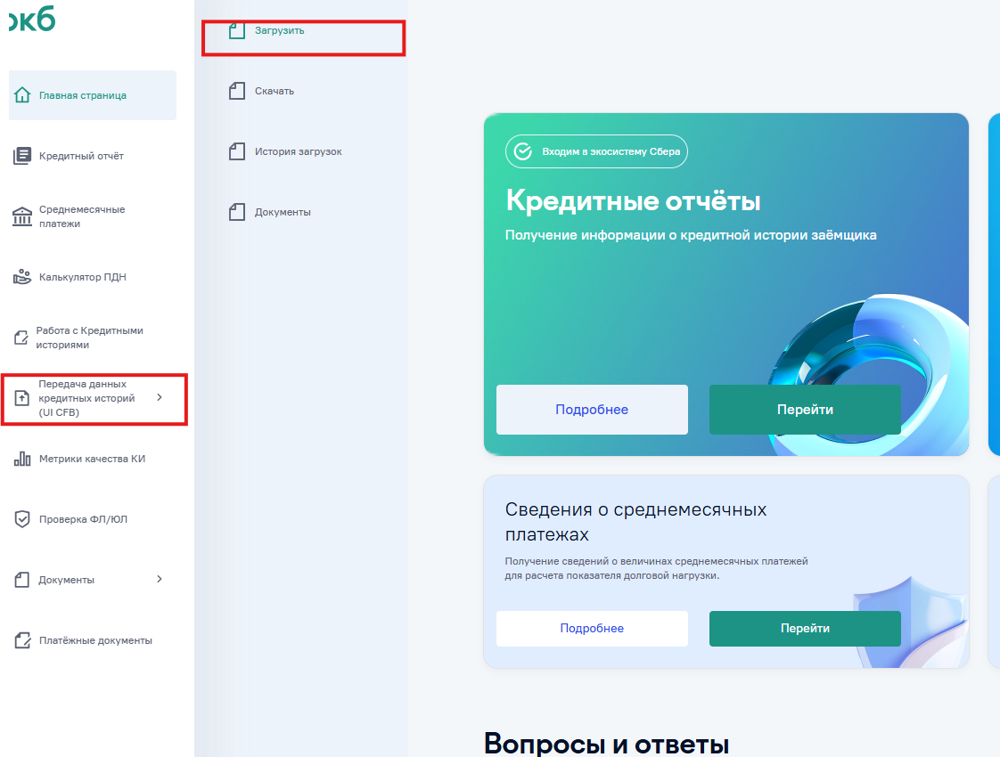 окб
Главная страница
Кредитный отчёт
Среднемесячные
платежи
Калькулятор ПДН
Работа с Кредитными
историями
Передача данных
кредитных историй
(UI CFB)
Метрики качества КИ
Проверка ФЛ/ЮЛ
Документы
Платёжные документы
Загрузить
Скачать
История загрузок
Документы
Входим в экосистему Сбера
Кредитные отчёты
Получение информации о кредитной истории заёмщика
Подробнее
Перейти
Сведения о среднемесячных
платежах
Получение сведений о величинах среднемесячных платежей
для расчета показателя долговой нагрузки.
Подробнее
Перейти
Вопросы и ответы